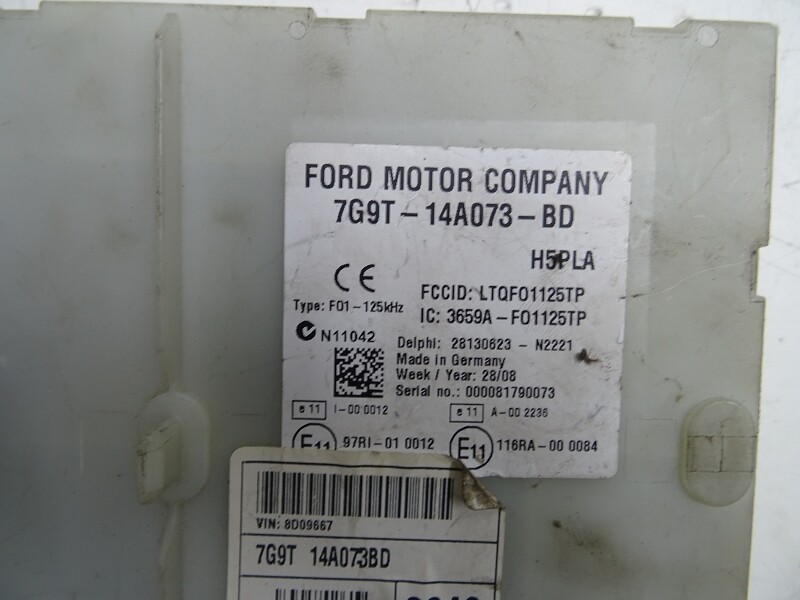 FORD MOTOR COMPANY
7G9T-14A073-BD
H5PLA
CE
FCCID: LTQFO1125TP
Type: FO1-125kHz
IC: 3659A-FO1125TP
N11042
Delphi: 28130623 - N2221
Made in Germany
Week / Year: 28/08
Serial no.: 000081790073
e 11 I-00 0012
e 11 A-00 2236
E11 97RI-01 0012
E11 116RA-00 0084
VIN: 8D09667
7G9T 14A073BD